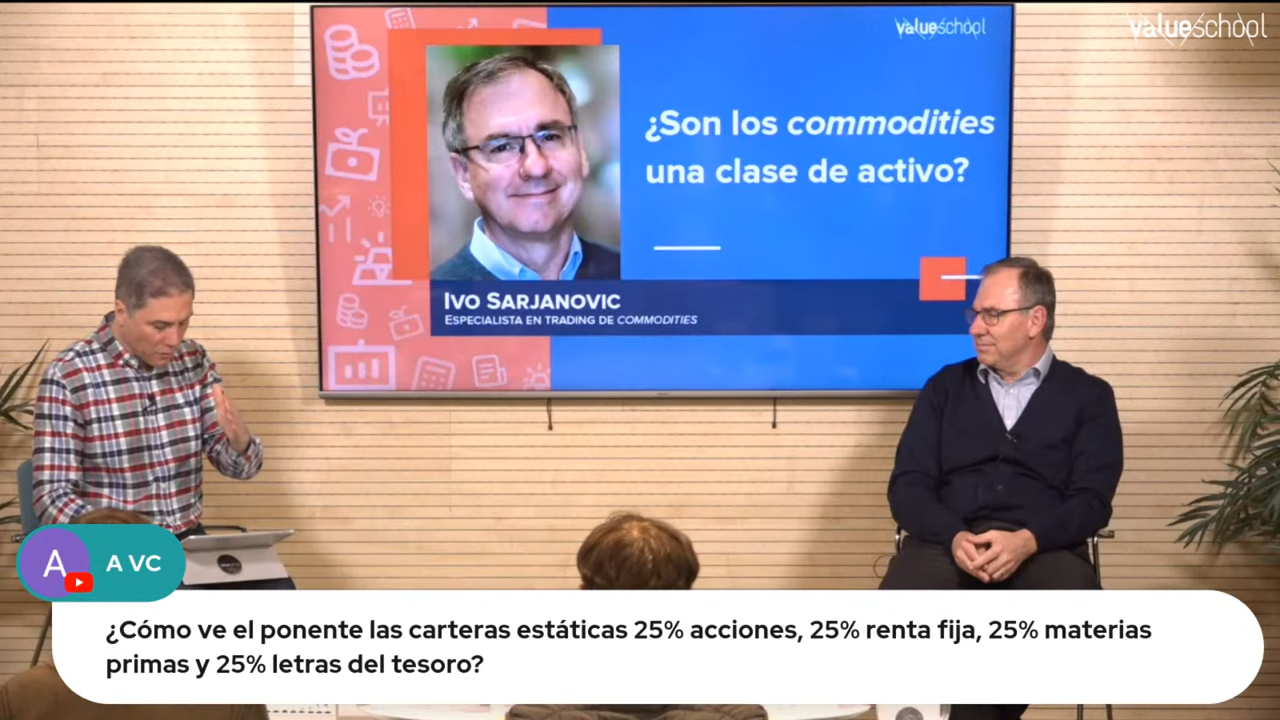 valueschool
valueschool
¿Son los commodities
una clase de activo?
IVO SARJANOVIC
ESPECIALISTA EN TRADING DE COMMODITIES
A
A VC
¿Cómo ve el ponente las carteras estáticas 25% acciones, 25% renta fija, 25% materias
primas y 25% letras del tesoro?